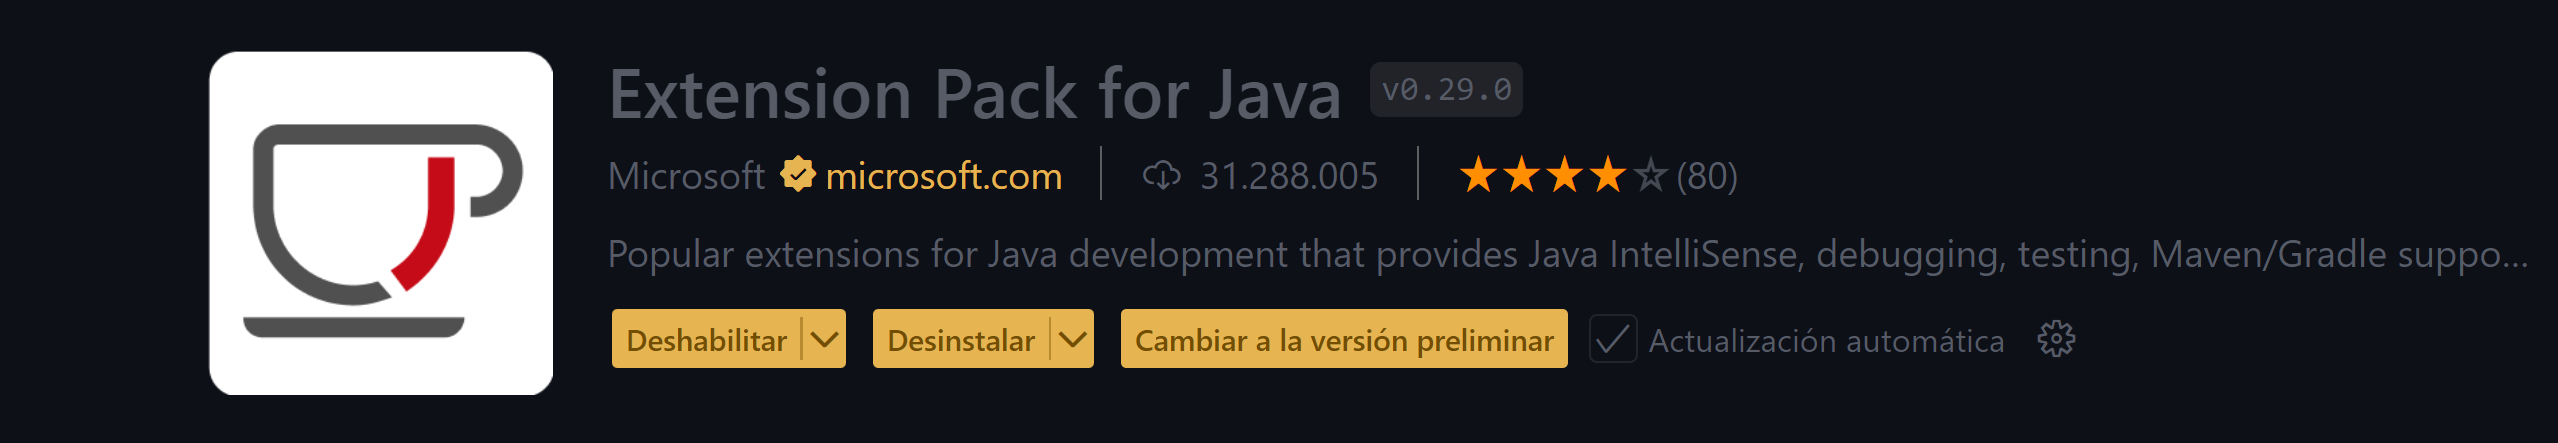 Extension Pack for Java v0.29.0
Microsoft microsoft.com 31.288.005 (80)
Popular extensions for Java development that provides Java IntelliSense, debugging, testing, Maven/Gradle suppo...
Deshabilitar Desinstalar Cambiar a la versión preliminar Actualización automática